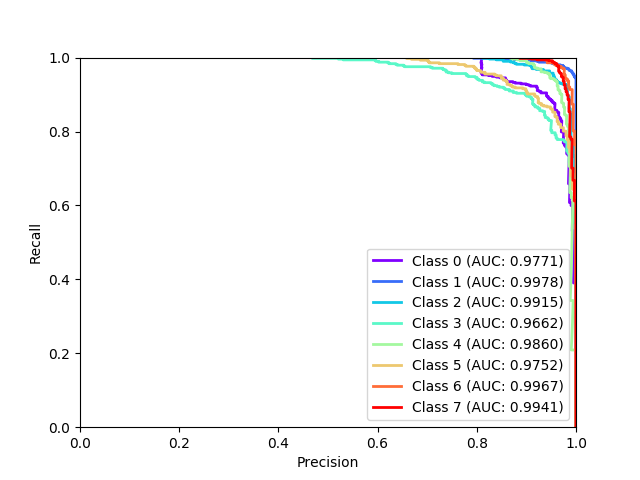 1.0
0.8
0.6
0.4
0.2
0.0
Recall
0.0 0.2 0.4 0.6 0.8 1.0
Precision
Class 0 (AUC: 0.9771)
Class 1 (AUC: 0.9978)
Class 2 (AUC: 0.9915)
Class 3 (AUC: 0.9662)
Class 4 (AUC: 0.9860)
Class 5 (AUC: 0.9752)
Class 6 (AUC: 0.9967)
Class 7 (AUC: 0.9941)